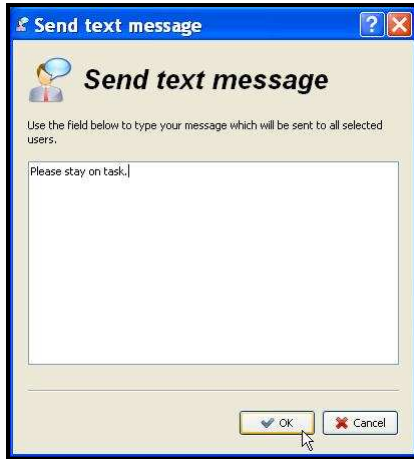 Send text message
Send text message
Use the field below to type your message which will be sent to all selected
users.
Please stay on task.
OK
Cancel